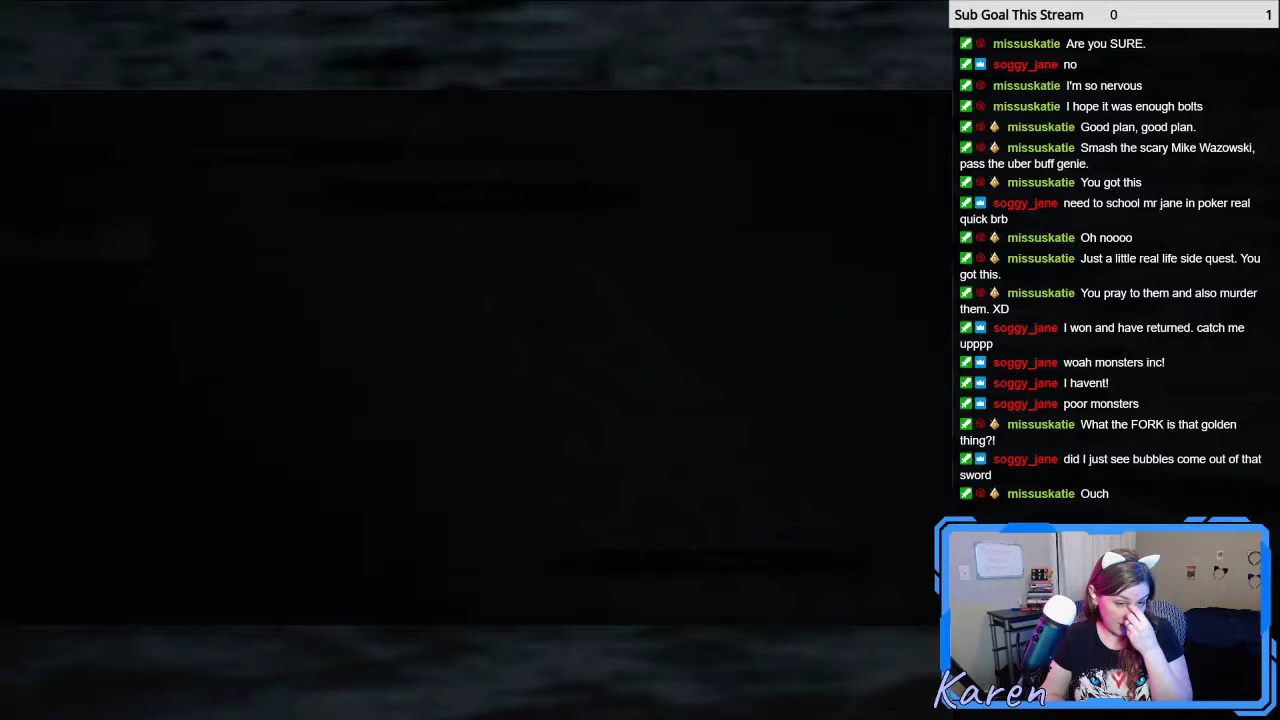 Sub Goal This Stream 0 1
missuskatie Are you SURE.
soggy_jane no
missuskatie I'm so nervous
missuskatie I hope it was enough bolts
missuskatie Good plan, good plan.
missuskatie Smash the scary Mike Wazowski,
pass the uber buff genie.
missuskatie You got this
soggy_jane need to school mr jane in poker real
quick brb
missuskatie Oh noooo
missuskatie Just a little real life side quest. You
got this.
missuskatie You pray to them and also murder
them. XD
soggy_jane I won and have returned. catch me
upppp
soggy_jane woah monsters inc!
soggy_jane I havent!
soggy_jane poor monsters
missuskatie What the FORK is that golden
thing?!
soggy_jane did I just see bubbles come out of that
sword
missuskatie Ouch
Karen